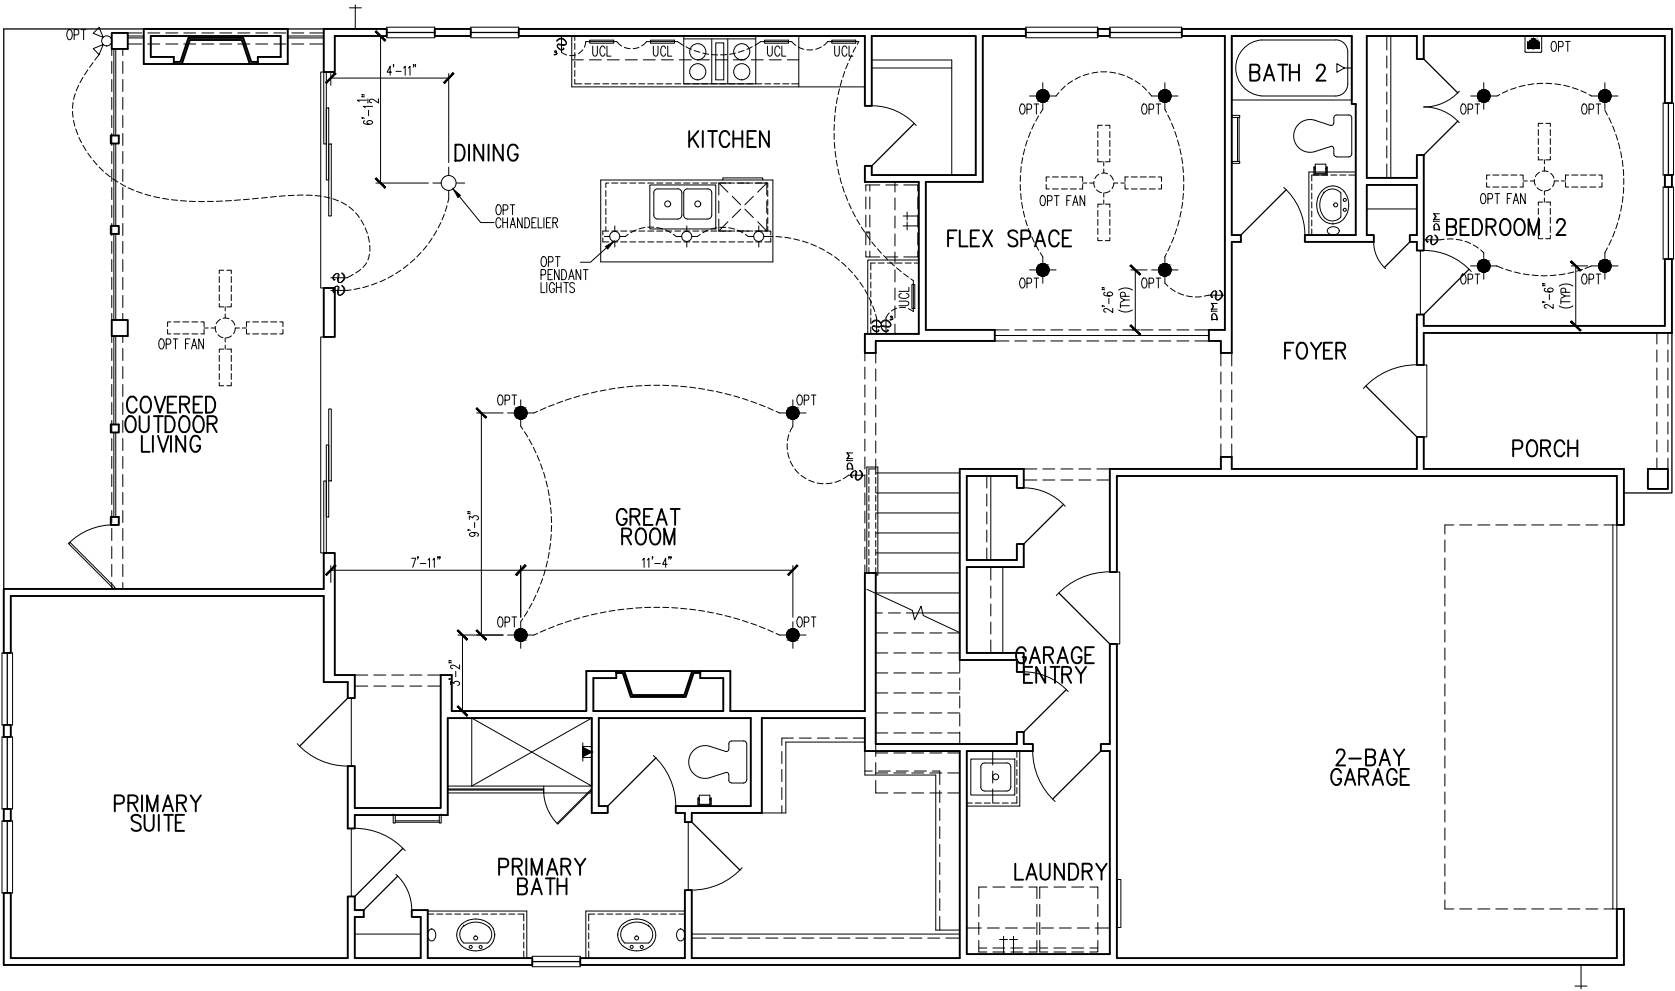 OPT
UCL
UCL
UCL
UCL
OPT
4'-11"
6'-1½"
BATH 2
OPT
OPT
OPT
OPT
DINING
KITCHEN
OPT FAN
OPT FAN
OPT
CHANDELIER
FLEX SPACE
DIM
BEDROOM 2
OPT
PENDANT
LIGHTS
OPT
OPT
OPT
OPT
UCL
2'-6"
(TYP)
DIM
2'-6"
(TYP)
OPT FAN
FOYER
COVERED
OUTDOOR
LIVING
OPT
OPT
PORCH
DIM
9'-3"
GREAT
ROOM
7'-11"
11'-4"
OPT
OPT
3'-2"
GARAGE
ENTRY
2-BAY
GARAGE
PRIMARY
SUITE
PRIMARY
BATH
LAUNDRY